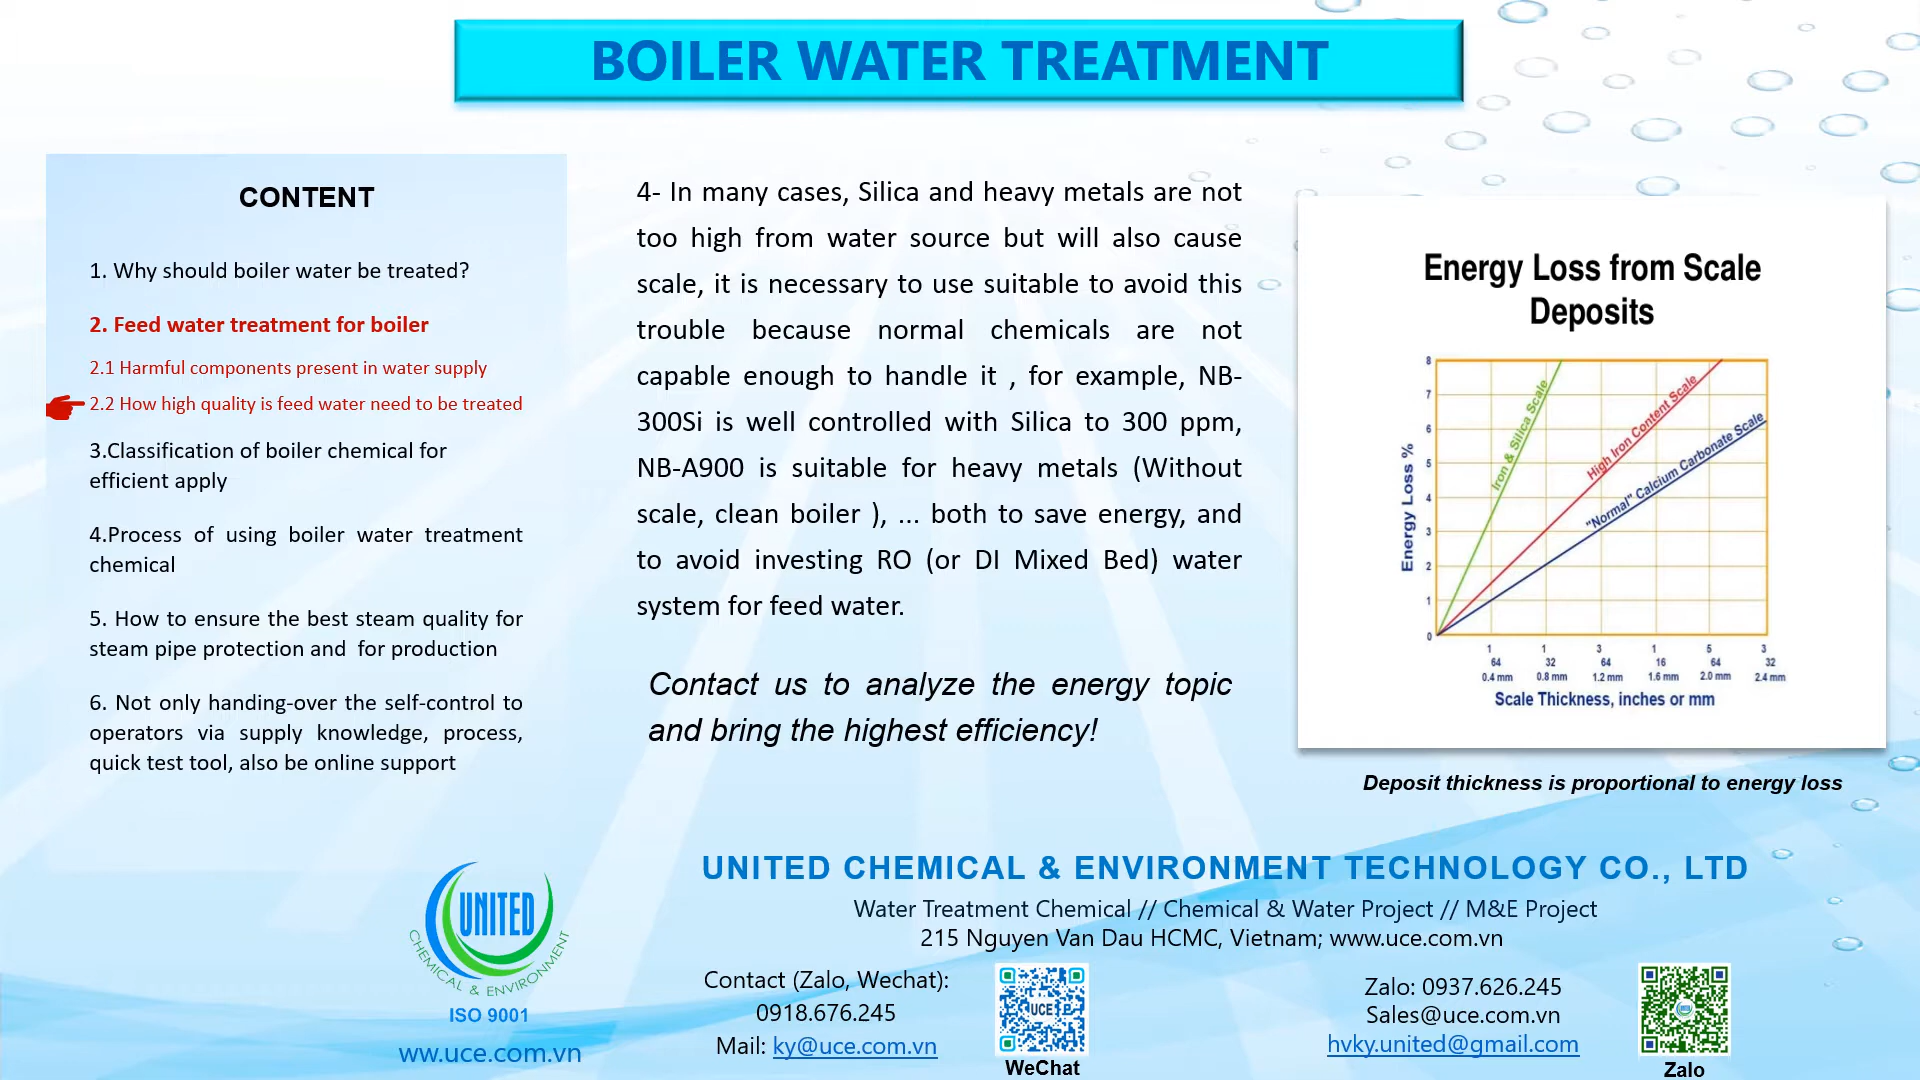 BOILER WATER TREATMENT
CONTENT
1. Why should boiler water be treated?
2. Feed water treatment for boiler
2.1 Harmful components present in water supply
2.2 How high quality is feed water need to be treated
3.Classification of boiler chemical for
efficient apply
4.Process of using boiler water treatment
chemical
5. How to ensure the best steam quality for
steam pipe protection and for production
6. Not only handing-over the self-control to
operators via supply knowledge, process,
quick test tool, also be online support
4- In many cases, Silica and heavy metals are not
too high from water source but will also cause
scale, it is necessary to use suitable to avoid this
trouble because normal chemicals are not
capable enough to handle it , for example, NB-
300Si is well controlled with Silica to 300 ppm,
NB-A900 is suitable for heavy metals (Without
scale, clean boiler ), ... both to save energy, and
to avoid investing RO (or DI Mixed Bed) water
system for feed water.
Contact us to analyze the energy topic
and bring the highest efficiency!
Energy Loss from Scale
Deposits
Energy Loss %
8
7
6
5
4
3
2
1
0
Iron & Silica Scale
High Iron Content Scale
"Normal" Calcium Carbonate Scale
1 1 3 1 5 3
64 32 64 16 64 32
0.4 mm 0.8 mm 1.2 mm 1.6 mm 2.0 mm 2.4 mm
Scale Thickness, inches or mm
Deposit thickness is proportional to energy loss
UNITED
CHEMICAL & ENVIRONMENT
ISO 9001
ww.uce.com.vn
UNITED CHEMICAL & ENVIRONMENT TECHNOLOGY CO., LTD
Water Treatment Chemical // Chemical & Water Project // M&E Project
215 Nguyen Van Dau HCMC, Vietnam; www.uce.com.vn
Contact (Zalo, Wechat):
0918.676.245
Mail: ky@uce.com.vn
UCE
WeChat
Zalo: 0937.626.245
Sales@uce.com.vn
hvky.united@gmail.com
Zalo